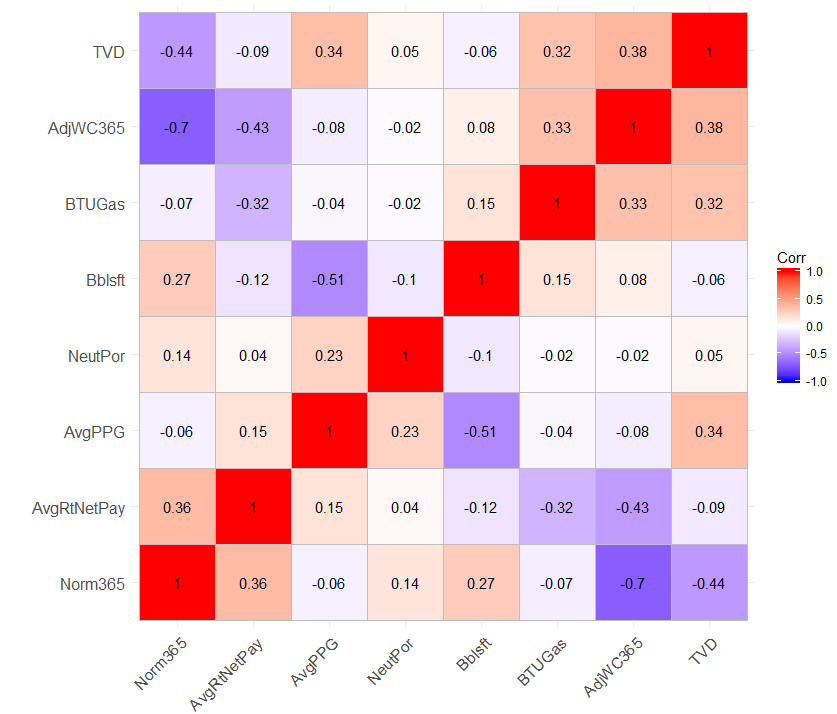 TVD -0.44 -0.09 0.34 0.05 -0.06 0.32 0.38 1
AdjWC365 -0.7 -0.43 -0.08 -0.02 0.08 0.33 1 0.38
BTUGas -0.07 -0.32 -0.04 -0.02 0.15 1 0.33 0.32
Bblsft 0.27 -0.12 -0.51 -0.1 1 0.15 0.08 -0.06
NeutPor 0.14 0.04 0.23 1 -0.1 -0.02 -0.02 0.05
AvgPPG -0.06 0.15 1 0.23 -0.51 -0.04 -0.08 0.34
AvgRtNetPay 0.36 1 0.15 0.04 -0.12 -0.32 -0.43 -0.09
Norm365 1 0.36 -0.06 0.14 0.27 -0.07 -0.7 -0.44
Norm365 AvgRtNetPay AvgPPG NeutPor Bblsft BTUGas AdjWC365 TVD
Corr
1.0
0.5
0.0
-0.5
-1.0